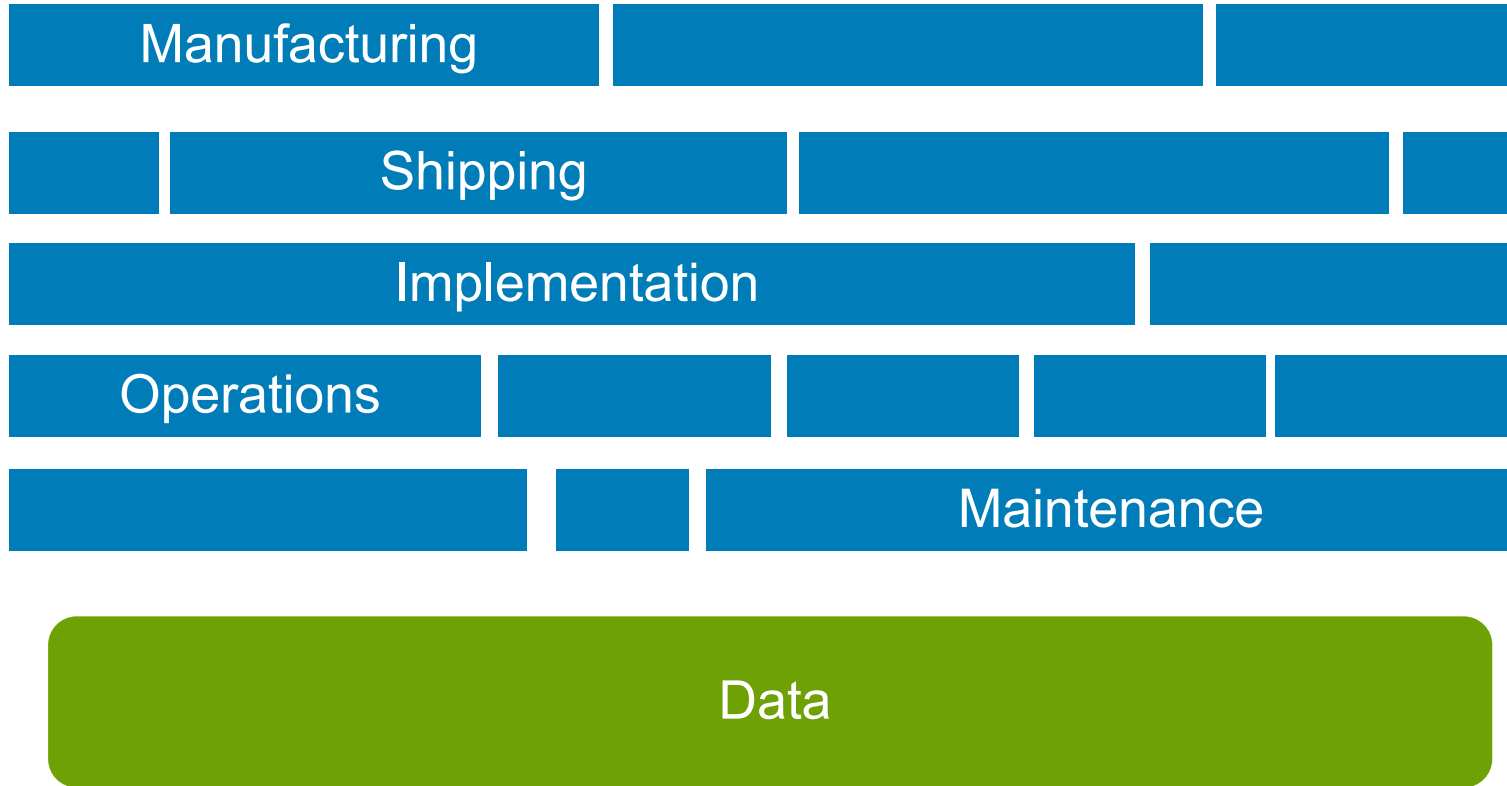 Manufacturing
Shipping
Implementation
Operations
Maintenance
Data